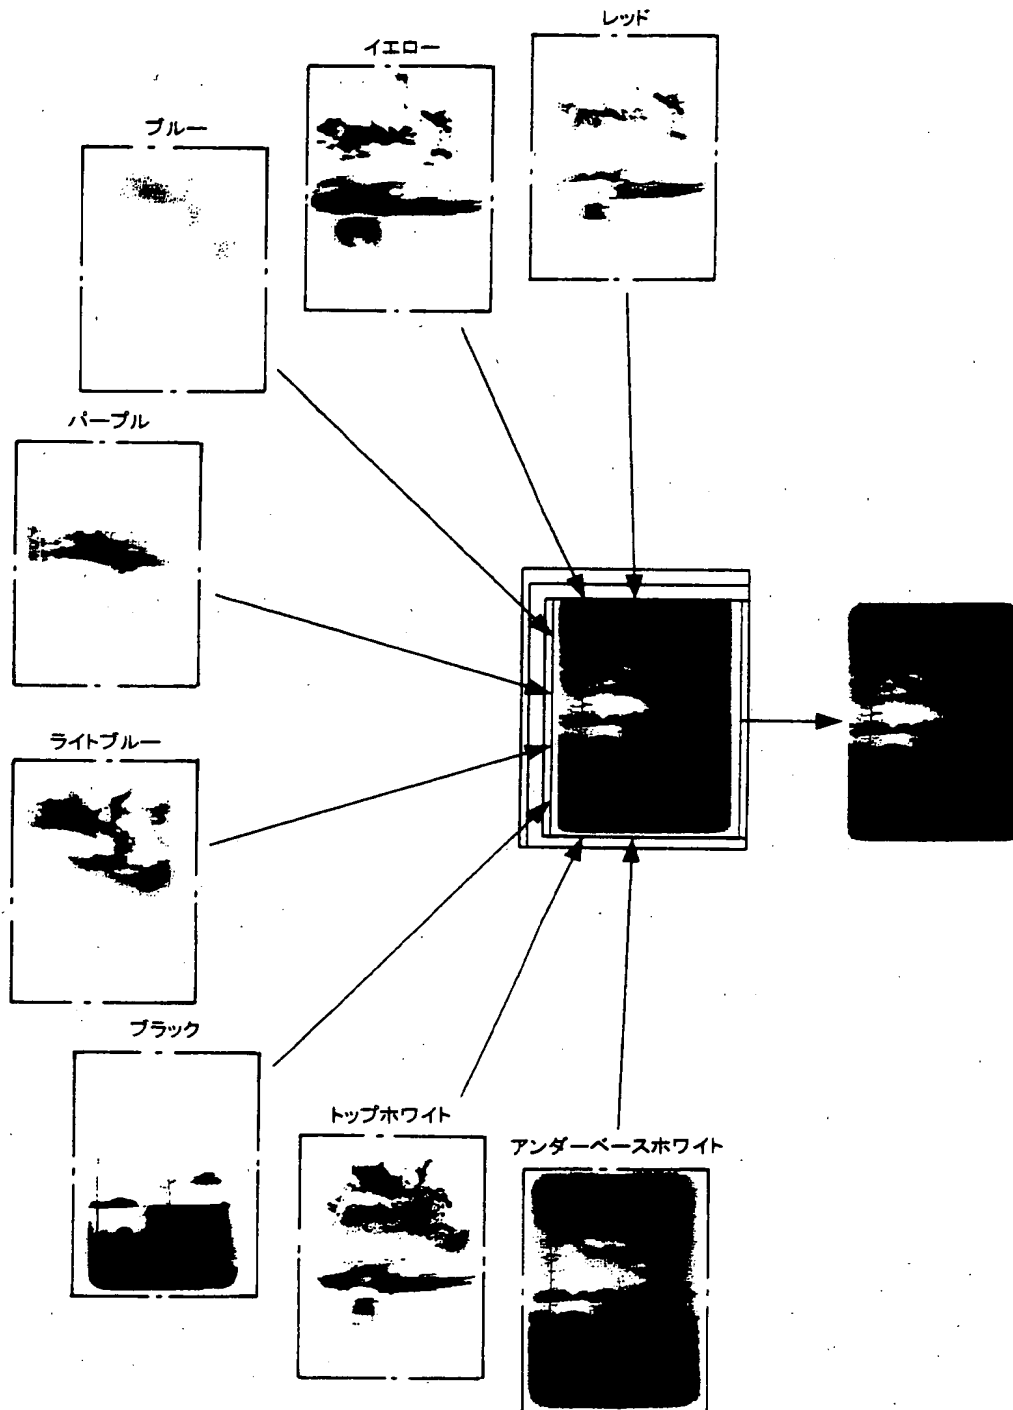 レッド
イエロー
ブルー
パープル
ライトブルー
ブラック
トップホワイト
アンダーベースホワイト